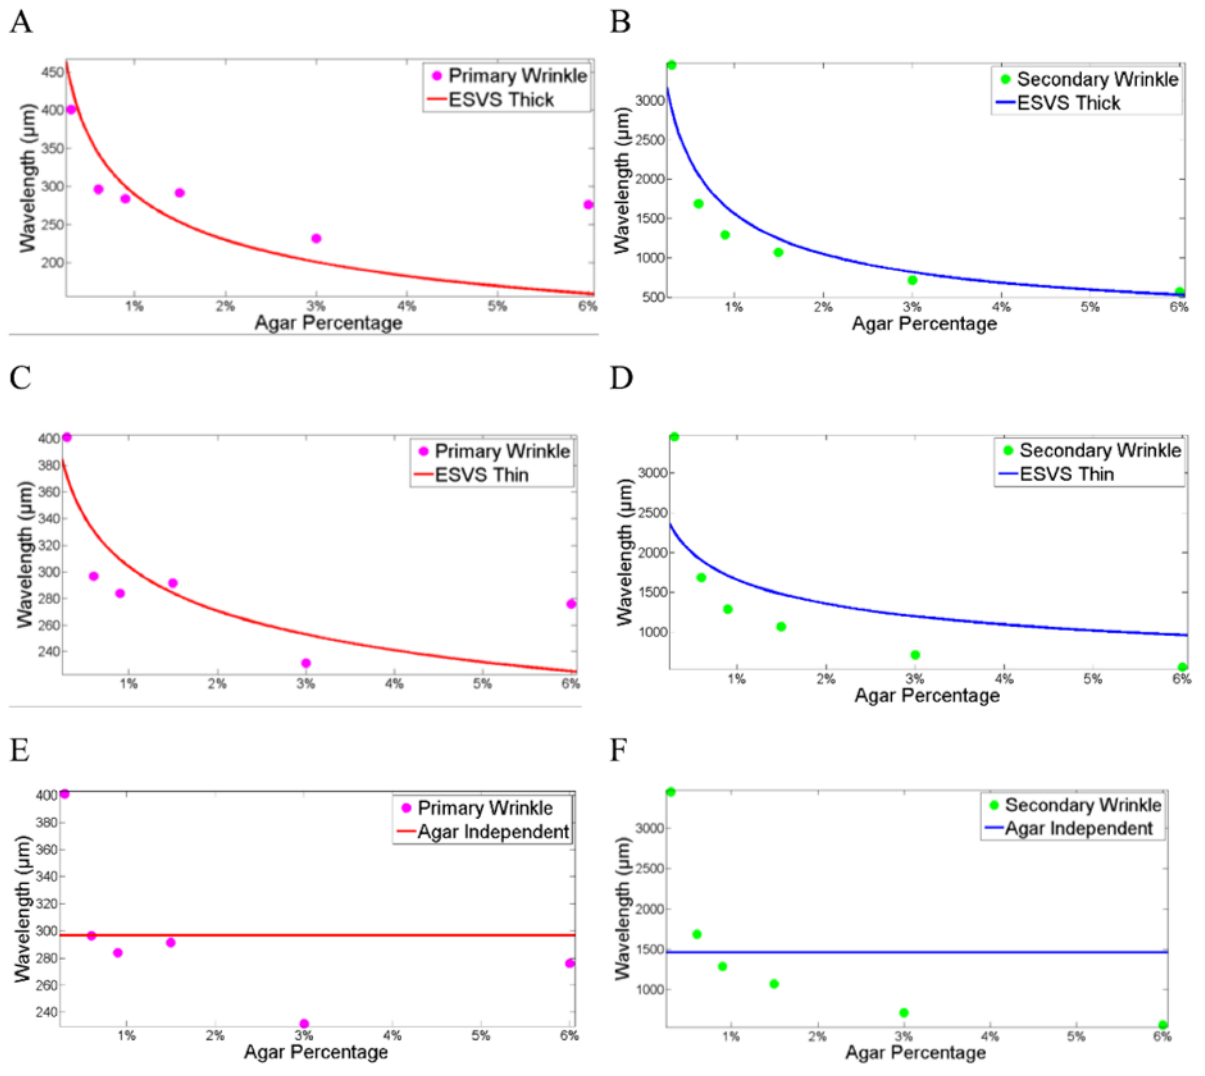 A
Wavelength (µm)
450
400
350
300
250
200
Primary Wrinkle
ESVS Thick
1%
2%
3%
4%
5%
6%
Agar Percentage
B
Wavelength (µm)
3000
2500
2000
1500
1000
500
Secondary Wrinkle
ESVS Thick
1%
2%
3%
4%
5%
6%
Agar Percentage
C
Wavelength (µm)
400
380
360
340
320
300
280
260
240
Primary Wrinkle
ESVS Thin
1%
2%
3%
4%
5%
6%
Agar Percentage
D
Wavelength (µm)
3000
2500
2000
1500
1000
Secondary Wrinkle
ESVS Thin
1%
2%
3%
4%
5%
6%
Agar Percentage
E
Wavelength (µm)
400
380
360
340
320
300
280
260
240
Primary Wrinkle
Agar Independent
1%
2%
3%
4%
5%
6%
Agar Percentage
F
Wavelength (µm)
3000
2500
2000
1500
1000
Secondary Wrinkle
Agar Independent
1%
2%
3%
4%
5%
6%
Agar Percentage